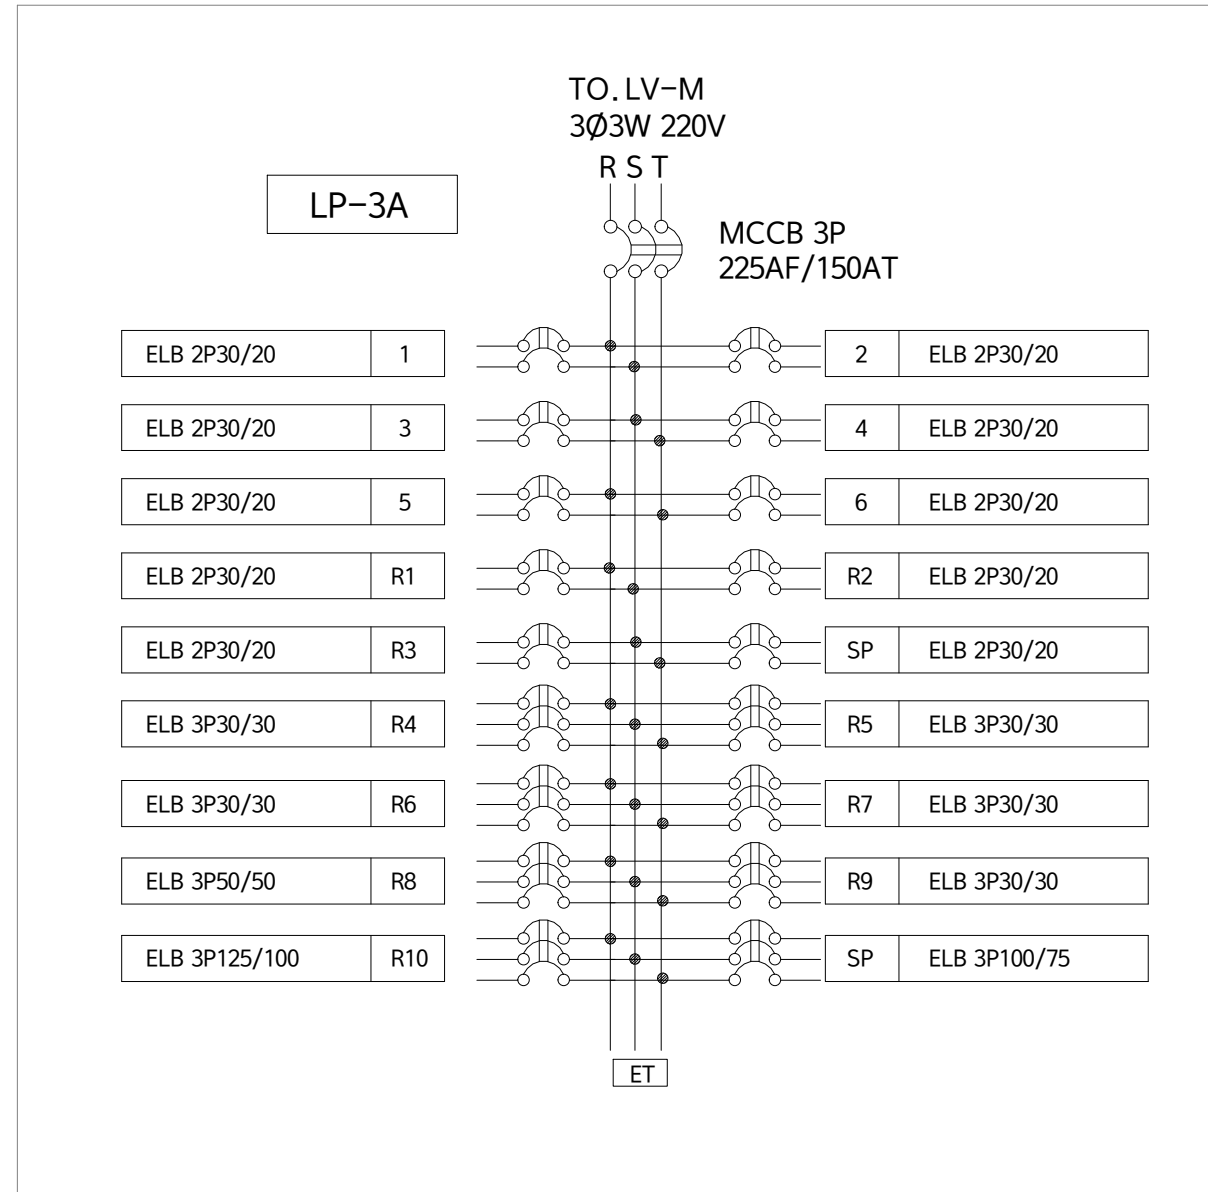 TO.LV-M
3Ø3W 220V
R S T
LP-3A
MCCB 3P
225AF/150AT
ELB 2P30/20 1 2 ELB 2P30/20
ELB 2P30/20 3 4 ELB 2P30/20
ELB 2P30/20 5 6 ELB 2P30/20
ELB 2P30/20 R1 R2 ELB 2P30/20
ELB 2P30/20 R3 SP ELB 2P30/20
ELB 3P30/30 R4 R5 ELB 3P30/30
ELB 3P30/30 R6 R7 ELB 3P30/30
ELB 3P50/50 R8 R9 ELB 3P30/30
ELB 3P125/100 R10 SP ELB 3P100/75
ET